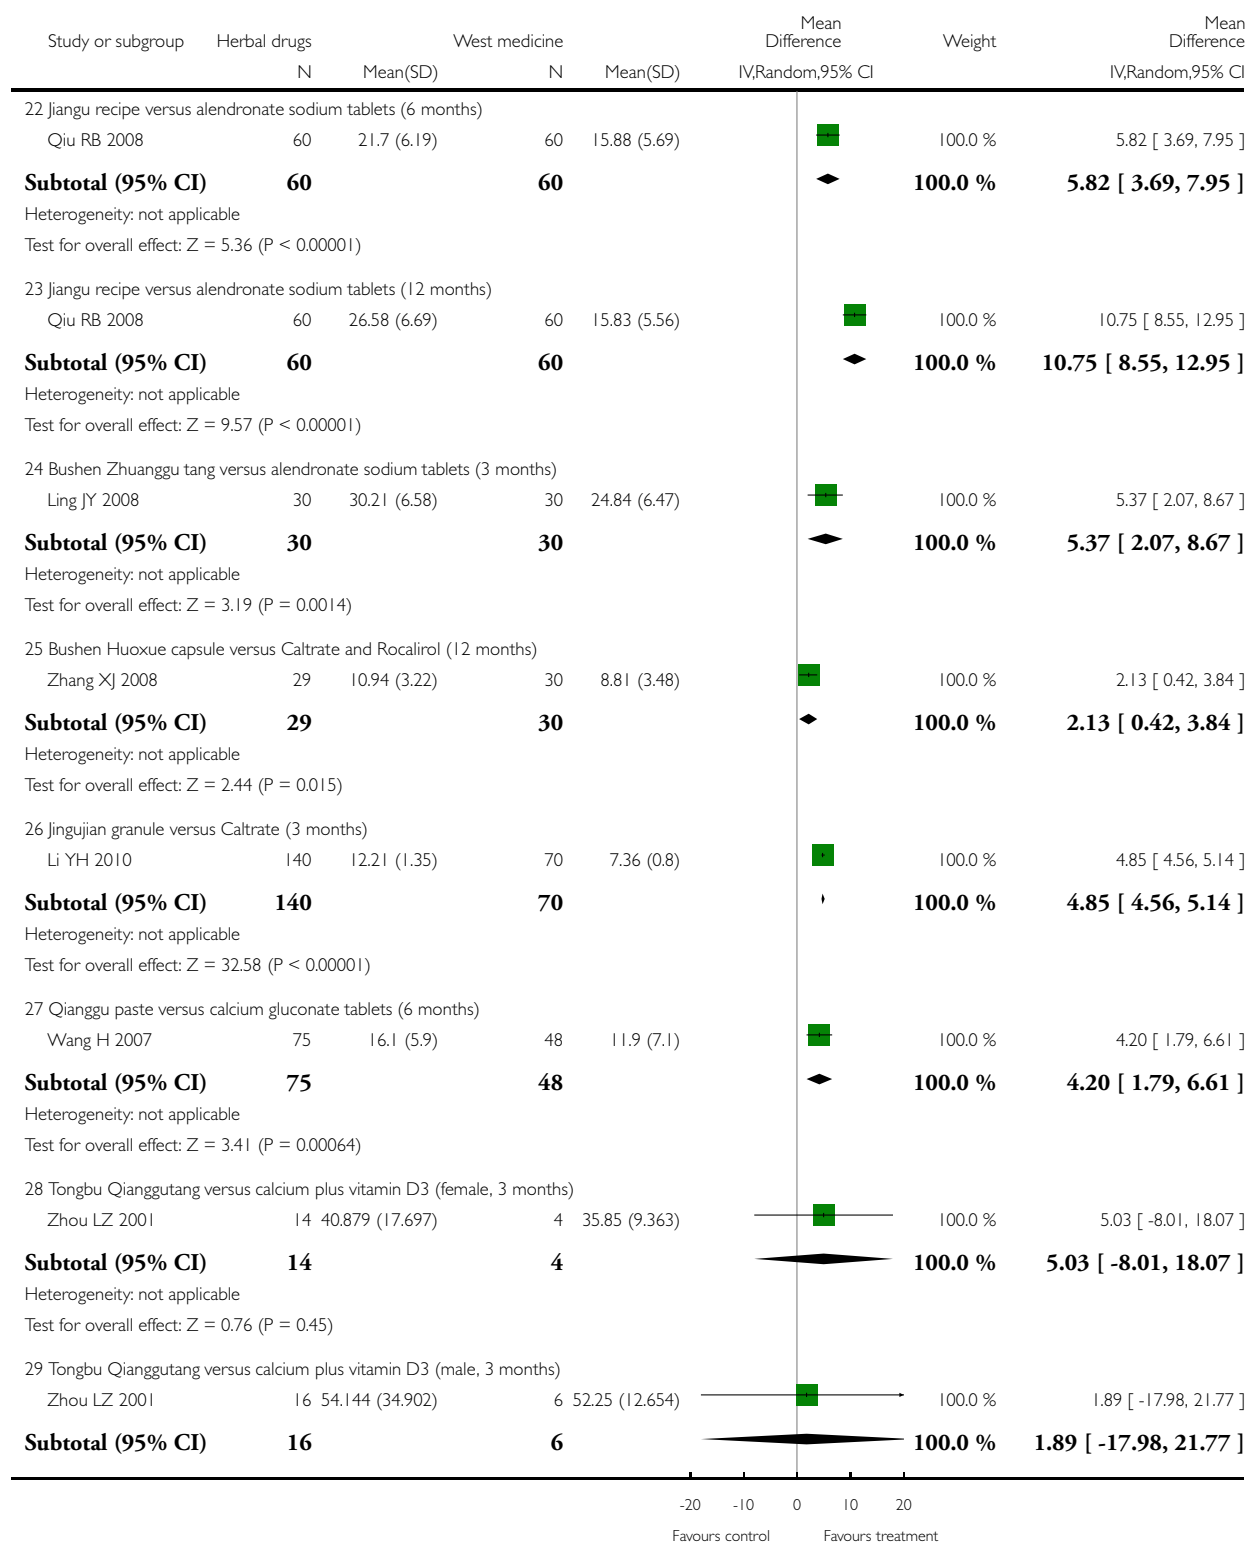 Mean Mean
Study or subgroup Herbal drugs West medicine Difference Weight Difference
N Mean(SD) N Mean(SD) IV,Random,95% CI IV,Random,95% CI
22 Jiangu recipe versus alendronate sodium tablets (6 months)
Qiu RB 2008 60 21.7 (6.19) 60 15.88 (5.69) 100.0 % 5.82 [ 3.69, 7.95 ]
Subtotal (95% CI) 60 60 100.0 % 5.82 [ 3.69, 7.95 ]
Heterogeneity: not applicable
Test for overall effect: Z = 5.36 (P < 0.00001)
23 Jiangu recipe versus alendronate sodium tablets (12 months)
Qiu RB 2008 60 26.58 (6.69) 60 15.83 (5.56) 100.0 % 10.75 [ 8.55, 12.95 ]
Subtotal (95% CI) 60 60 100.0 % 10.75 [ 8.55, 12.95 ]
Heterogeneity: not applicable
Test for overall effect: Z = 9.57 (P < 0.00001)
24 Bushen Zhuanggu tang versus alendronate sodium tablets (3 months)
Ling JY 2008 30 30.21 (6.58) 30 24.84 (6.47) 100.0 % 5.37 [ 2.07, 8.67 ]
Subtotal (95% CI) 30 30 100.0 % 5.37 [ 2.07, 8.67 ]
Heterogeneity: not applicable
Test for overall effect: Z = 3.19 (P = 0.0014)
25 Bushen Huoxue capsule versus Caltrate and Rocalirol (12 months)
Zhang XJ 2008 29 10.94 (3.22) 30 8.81 (3.48) 100.0 % 2.13 [ 0.42, 3.84 ]
Subtotal (95% CI) 29 30 100.0 % 2.13 [ 0.42, 3.84 ]
Heterogeneity: not applicable
Test for overall effect: Z = 2.44 (P = 0.015)
26 Jingujian granule versus Caltrate (3 months)
Li YH 2010 140 12.21 (1.35) 70 7.36 (0.8) 100.0 % 4.85 [ 4.56, 5.14 ]
Subtotal (95% CI) 140 70 100.0 % 4.85 [ 4.56, 5.14 ]
Heterogeneity: not applicable
Test for overall effect: Z = 32.58 (P < 0.00001)
27 Qianggu paste versus calcium gluconate tablets (6 months)
Wang H 2007 75 16.1 (5.9) 48 11.9 (7.1) 100.0 % 4.20 [ 1.79, 6.61 ]
Subtotal (95% CI) 75 48 100.0 % 4.20 [ 1.79, 6.61 ]
Heterogeneity: not applicable
Test for overall effect: Z = 3.41 (P = 0.00064)
28 Tongbu Qianggutang versus calcium plus vitamin D3 (female, 3 months)
Zhou LZ 2001 14 40.879 (17.697) 4 35.85 (9.363) 100.0 % 5.03 [ -8.01, 18.07 ]
Subtotal (95% CI) 14 4 100.0 % 5.03 [ -8.01, 18.07 ]
Heterogeneity: not applicable
Test for overall effect: Z = 0.76 (P = 0.45)
29 Tongbu Qianggutang versus calcium plus vitamin D3 (male, 3 months)
Zhou LZ 2001 16 54.144 (34.902) 6 52.25 (12.654) 100.0 % 1.89 [ -17.98, 21.77 ]
Subtotal (95% CI) 16 6 100.0 % 1.89 [ -17.98, 21.77 ]
-20 -10 0 10 20
Favours control Favours treatment